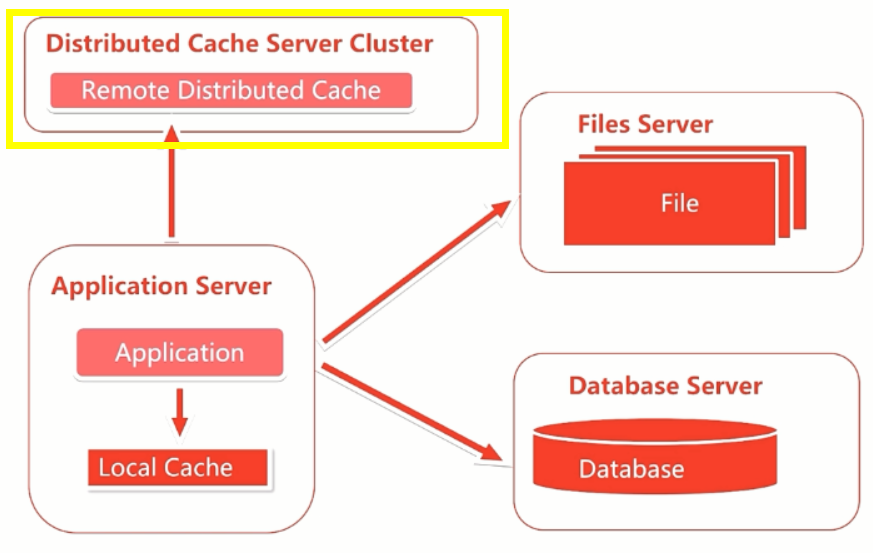 Distributed Cache Server Cluster
Remote Distributed Cache
Files Server
File
Application Server
Application
Local Cache
Database Server
Database